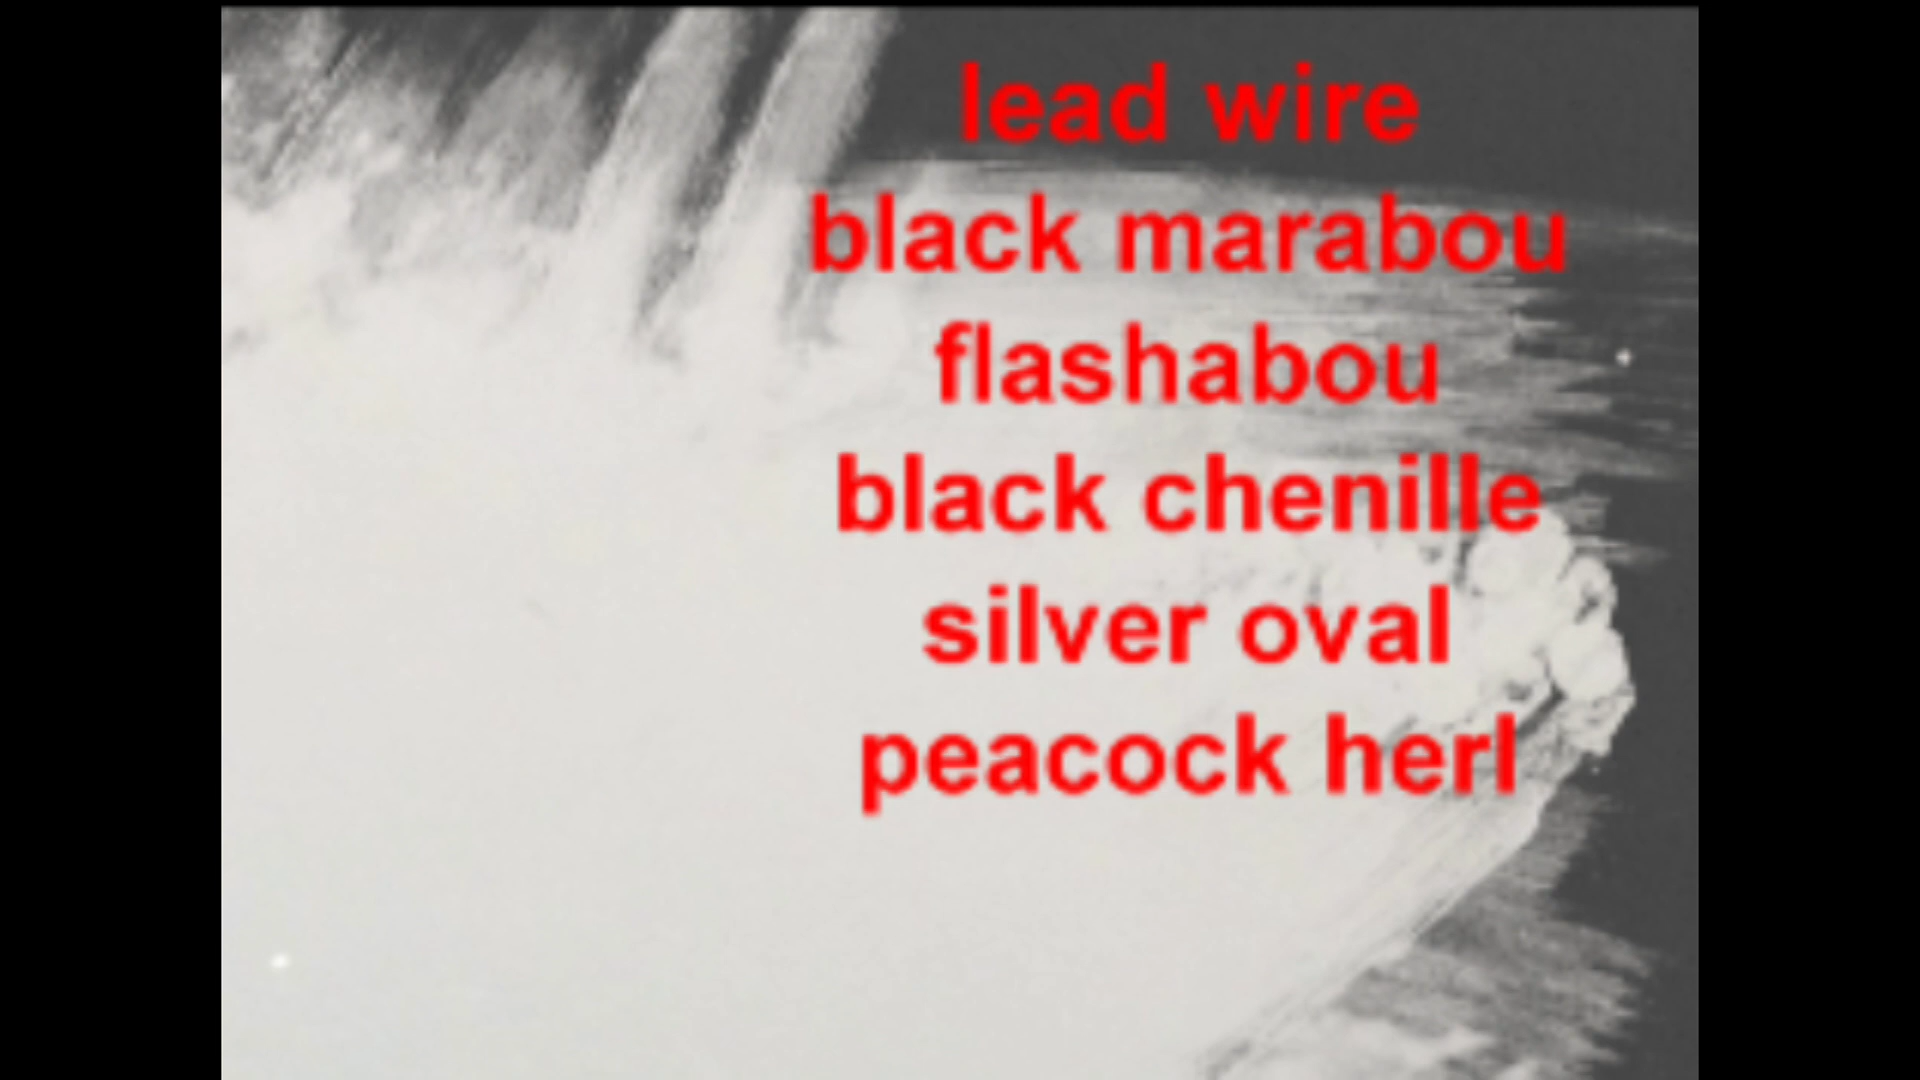 lead wire
black marabou
flashabou
black chenille
silver oval
peacock herl